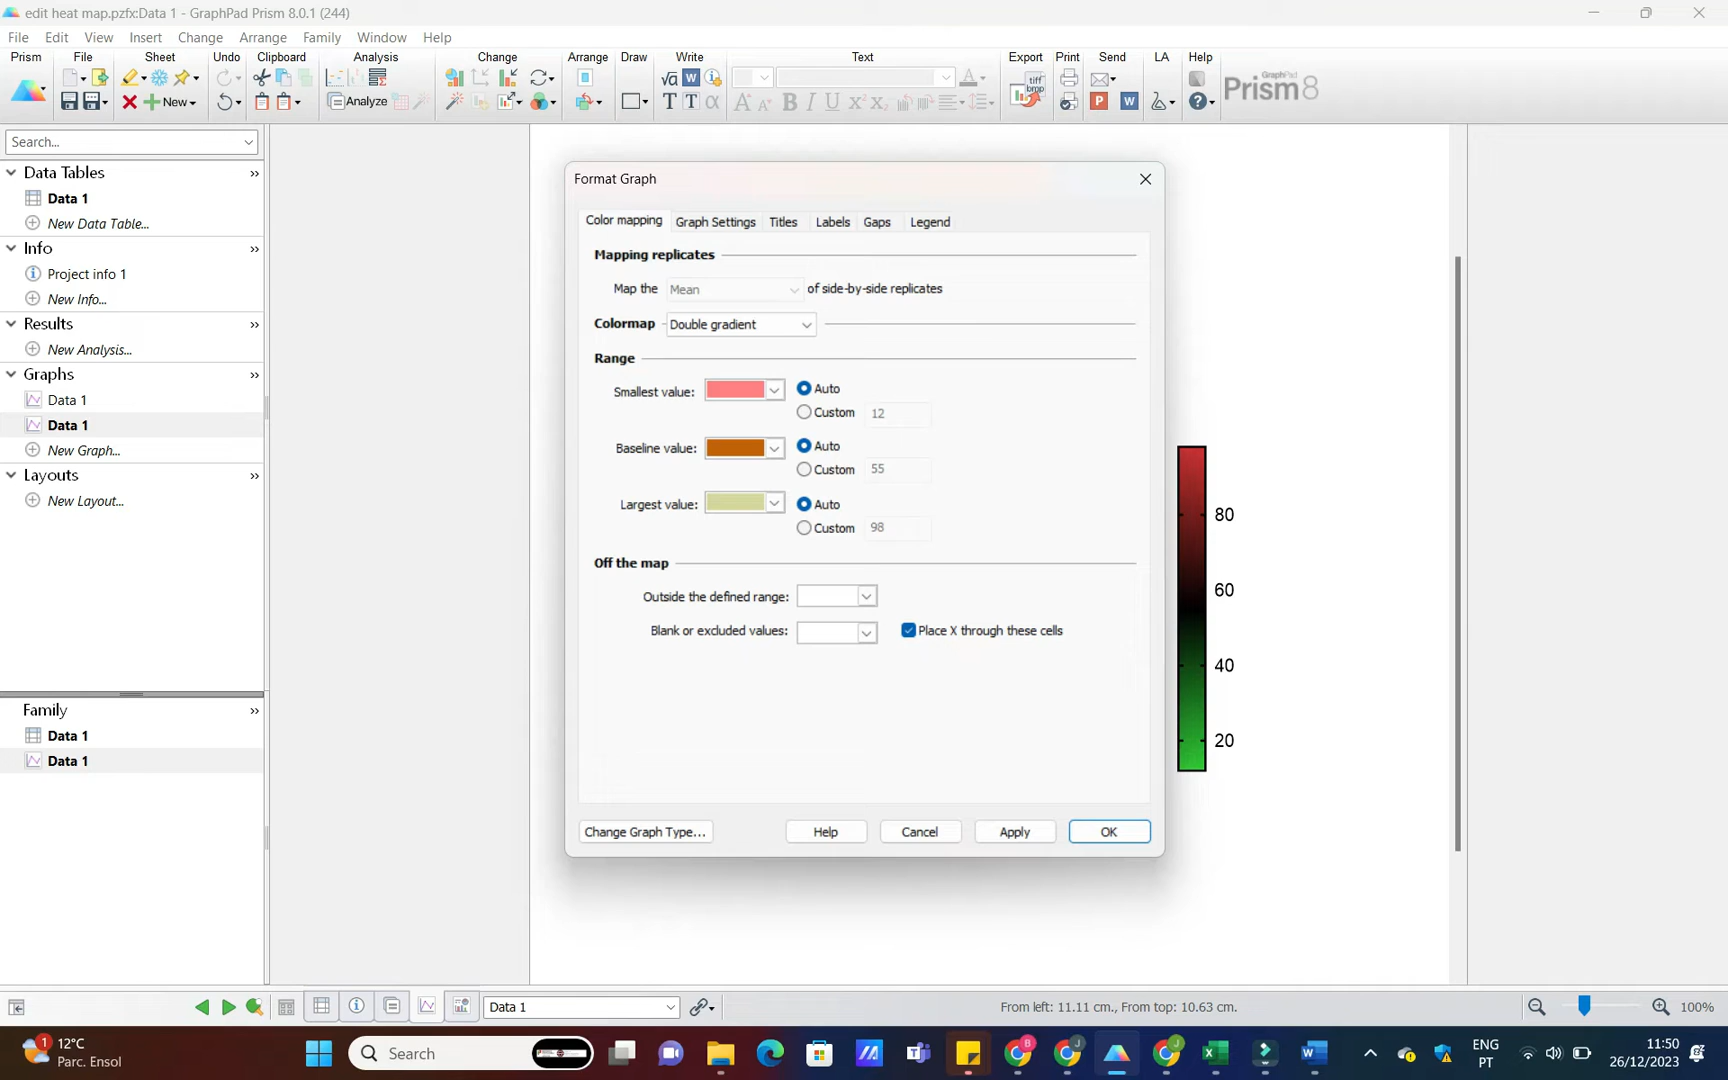 edit heat map.pzfx:Data 1 - GraphPad Prism 8.0.1 (244)
File Edit View Insert Change Arrange Family Window Help
Prism File Sheet Undo Clipboard Analysis Change Arrange Draw Write Text Export Print Send LA Help
tiff
bmp
GraphPad
Prism 8
New
Analyze
Search...
Data Tables
Data 1
New Data Table...
Info
Project info 1
New Info...
Results
New Analysis...
Graphs
Data 1
Data 1
New Graph...
Layouts
New Layout...
Family
Data 1
Data 1
Format Graph
Color mapping Graph Settings Titles Labels Gaps Legend
Mapping replicates
Map the Mean of side-by-side replicates
Colormap Double gradient
Range
Smallest value: Auto
Custom 12
Baseline value: Auto
Custom 55
Largest value: Auto
Custom 98
Off the map
Outside the defined range:
Blank or excluded values: Place X through these cells
Change Graph Type... Help Cancel Apply OK
80
60
40
20
Data 1
From left: 11.11 cm., From top: 10.63 cm.
100%
1
12°C
Parc. Ensol
Search
ENG
PT
11:50
26/12/2023